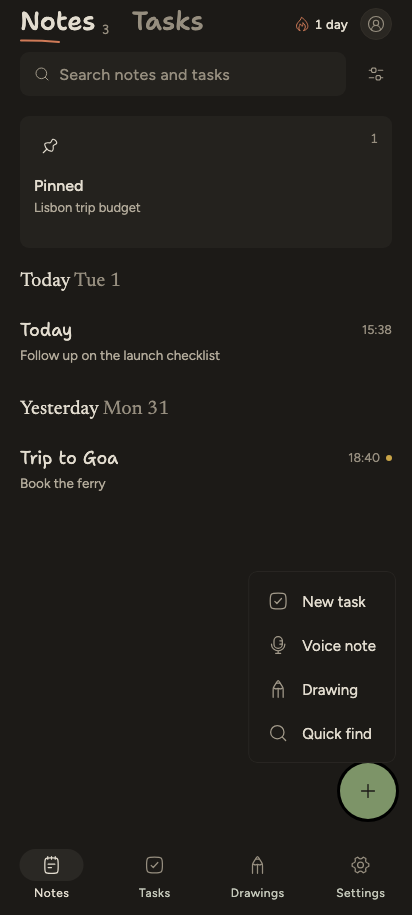 Notes 3 Tasks 1 day
Search notes and tasks
1
Pinned
Lisbon trip budget
Today Tue 1
Today 15:38
Follow up on the launch checklist
Yesterday Mon 31
Trip to Goa 18:40
Book the ferry
New task
Voice note
Drawing
Quick find
Notes Tasks Drawings Settings